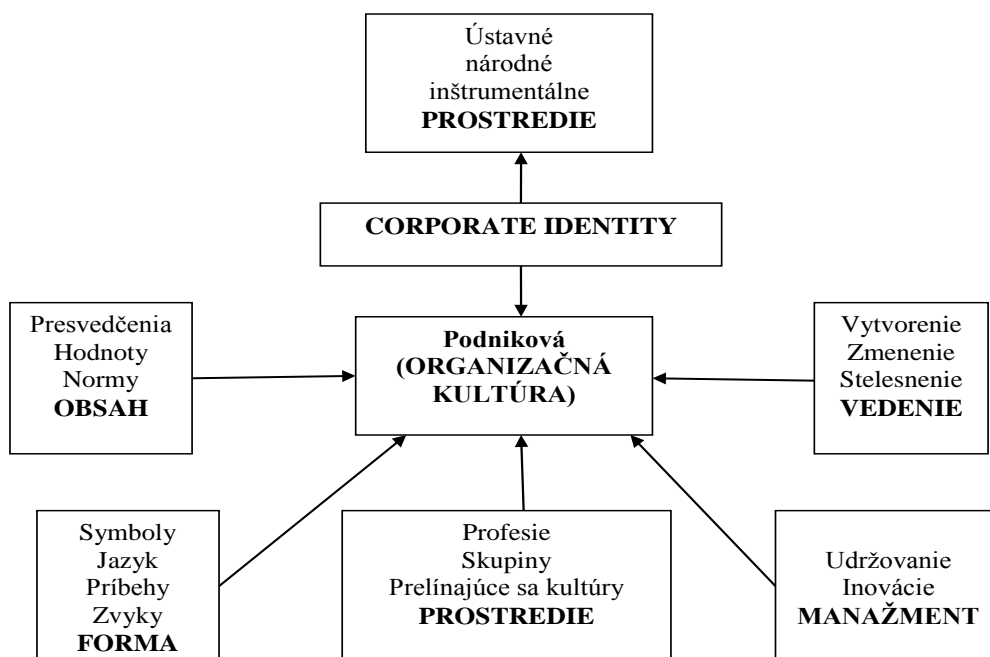 Ústavné
národné
inštrumentálne
PROSTREDIE
CORPORATE IDENTITY
Presvedčenia
Hodnoty
Normy
OBSAH
Podniková
(ORGANIZAČNÁ
KULTÚRA)
Vytvorenie
Zmenenie
Stelesnenie
VEDENIE
Symboly
Jazyk
Príbehy
Zvyky
FORMA
Profesie
Skupiny
Prelínajúce sa kultúry
PROSTREDIE
Udržovanie
Inovácie
MANAŽMENT